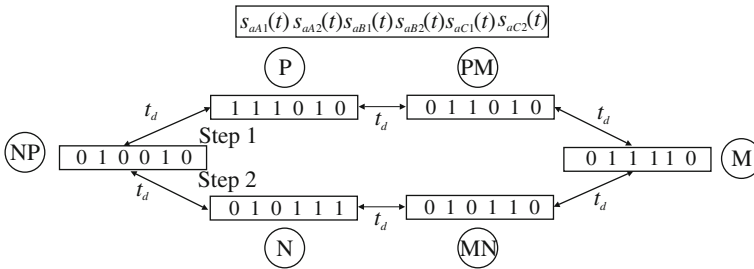 s_{aA1}(t) s_{aA2}(t) s_{aB1}(t) s_{aB2}(t) s_{aC1}(t) s_{aC2}(t)
P PM
t_d 1 1 1 0 1 0 t_d 0 1 1 0 1 0 t_d
Step 1
NP 0 1 0 0 1 0 0 1 1 1 1 0 M
Step 2
t_d 0 1 0 1 1 1 t_d 0 1 0 1 1 0 t_d
N MN